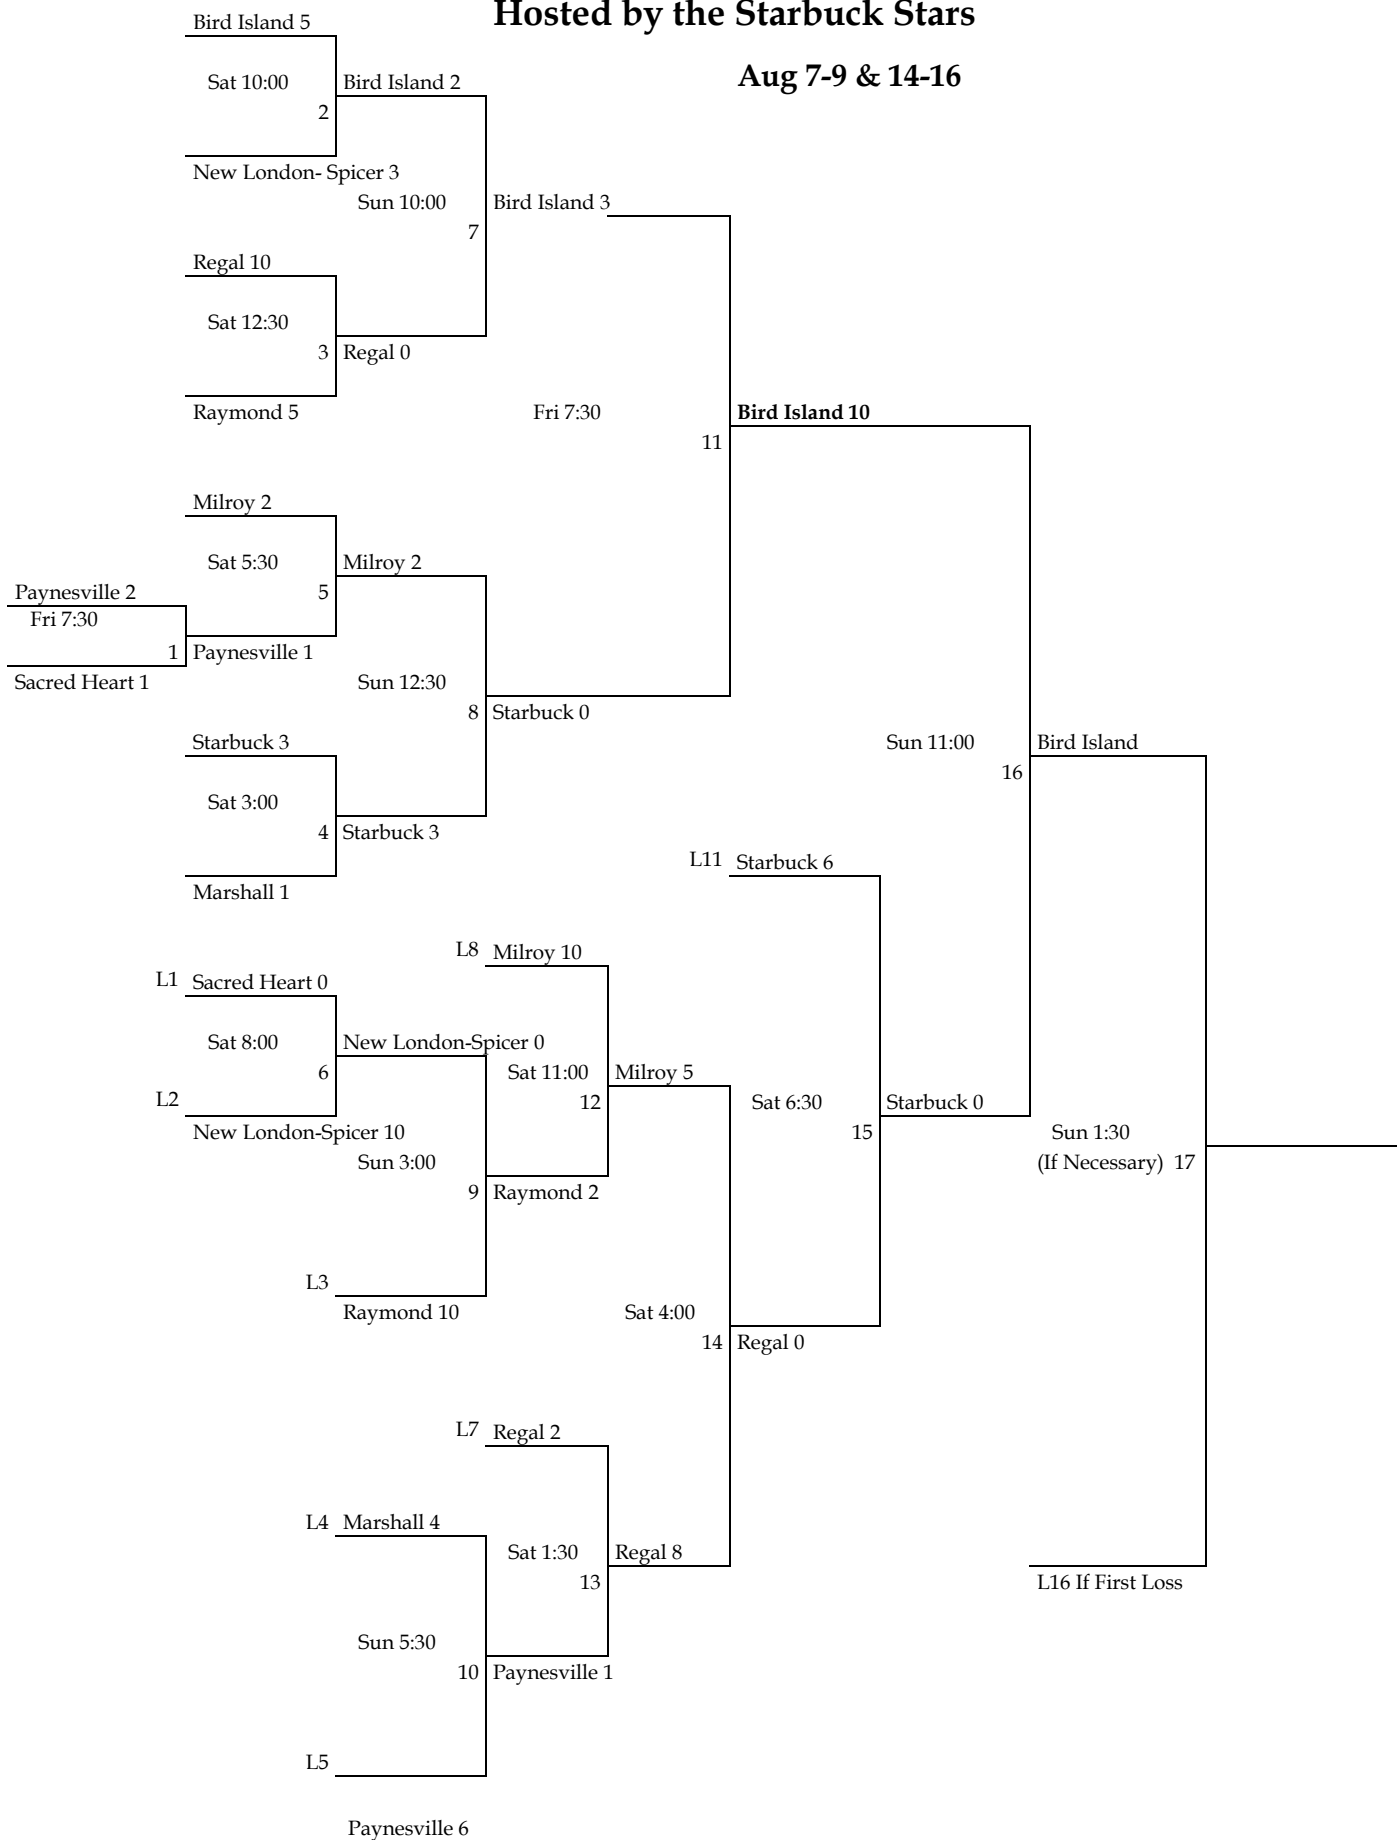 Hosted by the Starbuck Stars
Bird Island 5
Aug 7-9 & 14-16
Sat 10:00
Bird Island 2
2
New London- Spicer 3
Sun 10:00
Bird Island 3
7
Regal 10
Sat 12:30
3
Regal 0
Raymond 5
Fri 7:30
Bird Island 10
11
Milroy 2
Sat 5:30
Milroy 2
Paynesville 2
5
Fri 7:30
1
Paynesville 1
Sacred Heart 1
Sun 12:30
8
Starbuck 0
Starbuck 3
Sun 11:00
Bird Island
16
Sat 3:00
4
Starbuck 3
L11
Starbuck 6
Marshall 1
L8
Milroy 10
L1
Sacred Heart 0
Sat 8:00
New London-Spicer 0
6
Sat 11:00
Milroy 5
L2
12
Sat 6:30
Starbuck 0
New London-Spicer 10
15
Sun 1:30
Sun 3:00
(If Necessary) 17
9
Raymond 2
L3
Raymond 10
Sat 4:00
14
Regal 0
L7
Regal 2
L4
Marshall 4
Sat 1:30
Regal 8
13
L16 If First Loss
Sun 5:30
10
Paynesville 1
L5
Paynesville 6